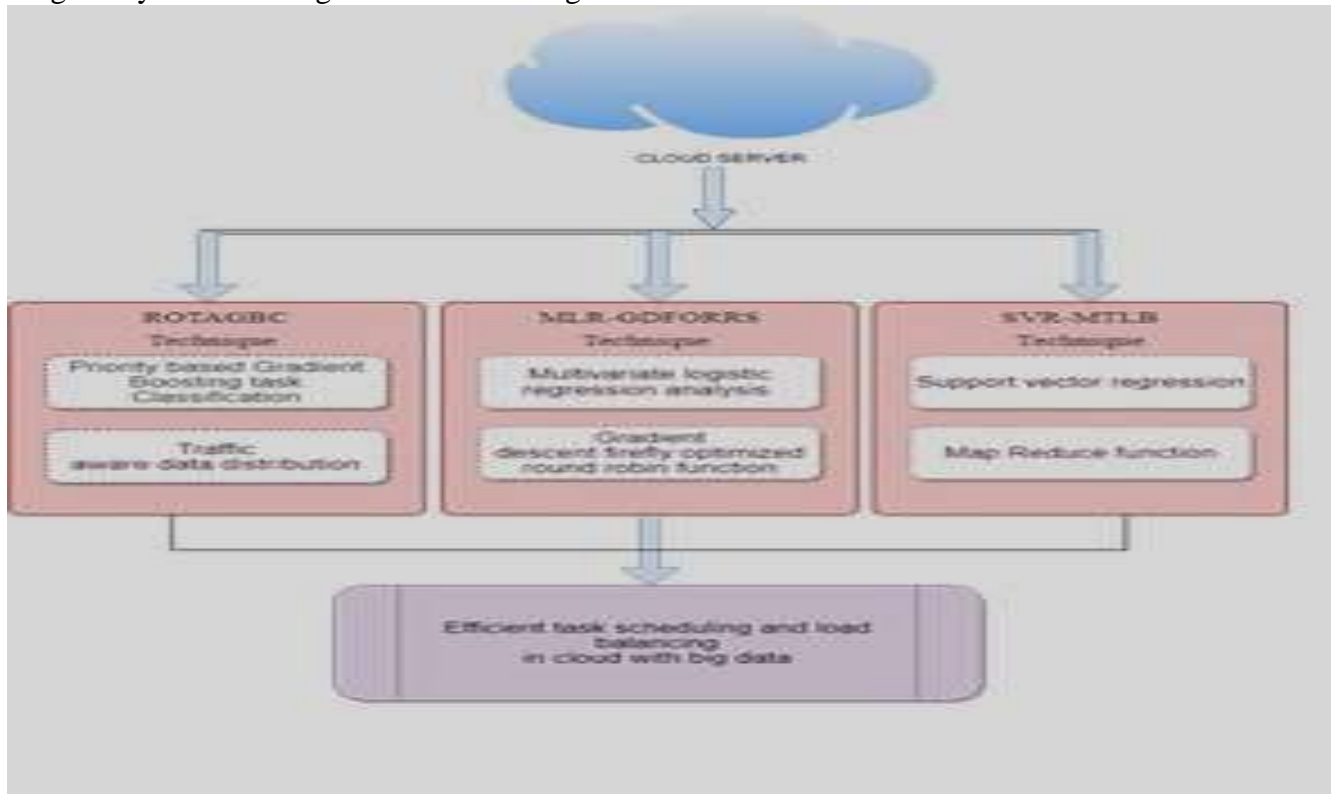 CLOUD SERVER
ROTAGBC
Technique
Priority based Gradient
Boosting task
Classification
Traffic
aware data distribution
MLR-GDFORRS
Technique
Multivariate logistic
regression analysis
Gradient
descent firefly optimized
round robin function
SVR-MTLB
Technique
Support vector regression
Map Reduce function
Efficient task scheduling and load
balancing
in cloud with big data